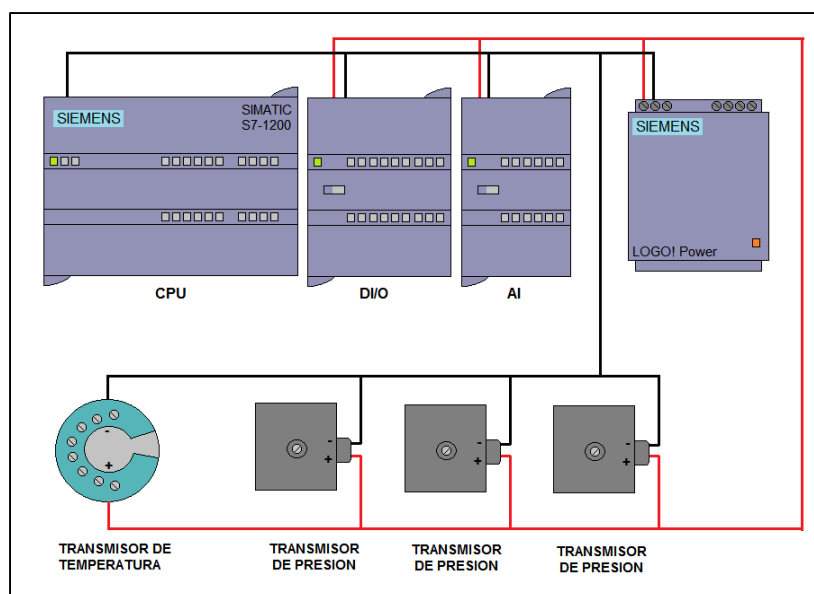 SIEMENS
SIMATIC
S7-1200
SIEMENS
LOGO! Power
CPU
DI/O
AI
-
+
-
+
-
+
-
+
TRANSMISOR DE
TEMPERATURA
TRANSMISOR
DE PRESION
TRANSMISOR
DE PRESION
TRANSMISOR
DE PRESION